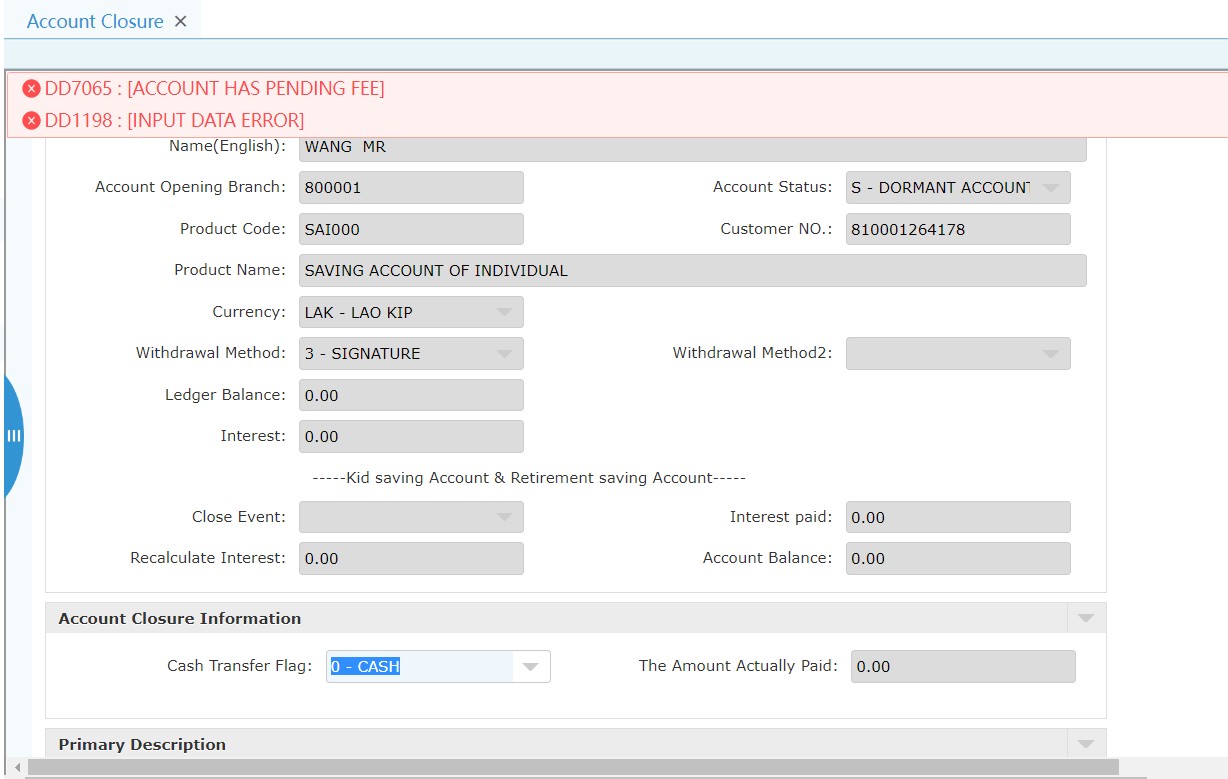 Account Closure ×
DD7065 : [ACCOUNT HAS PENDING FEE]
DD1198 : [INPUT DATA ERROR]
Name(English): WANG  MR
Account Opening Branch: 800001 Account Status: S - DORMANT ACCOUNT
Product Code: SAI000 Customer NO.: 810001264178
Product Name: SAVING ACCOUNT OF INDIVIDUAL
Currency: LAK - LAO KIP
Withdrawal Method: 3 - SIGNATURE Withdrawal Method2:
Ledger Balance: 0.00
Interest: 0.00
-----Kid saving Account & Retirement saving Account-----
Close Event: Interest paid: 0.00
Recalculate Interest: 0.00 Account Balance: 0.00
Account Closure Information
Cash Transfer Flag: 0 - CASH The Amount Actually Paid: 0.00
Primary Description